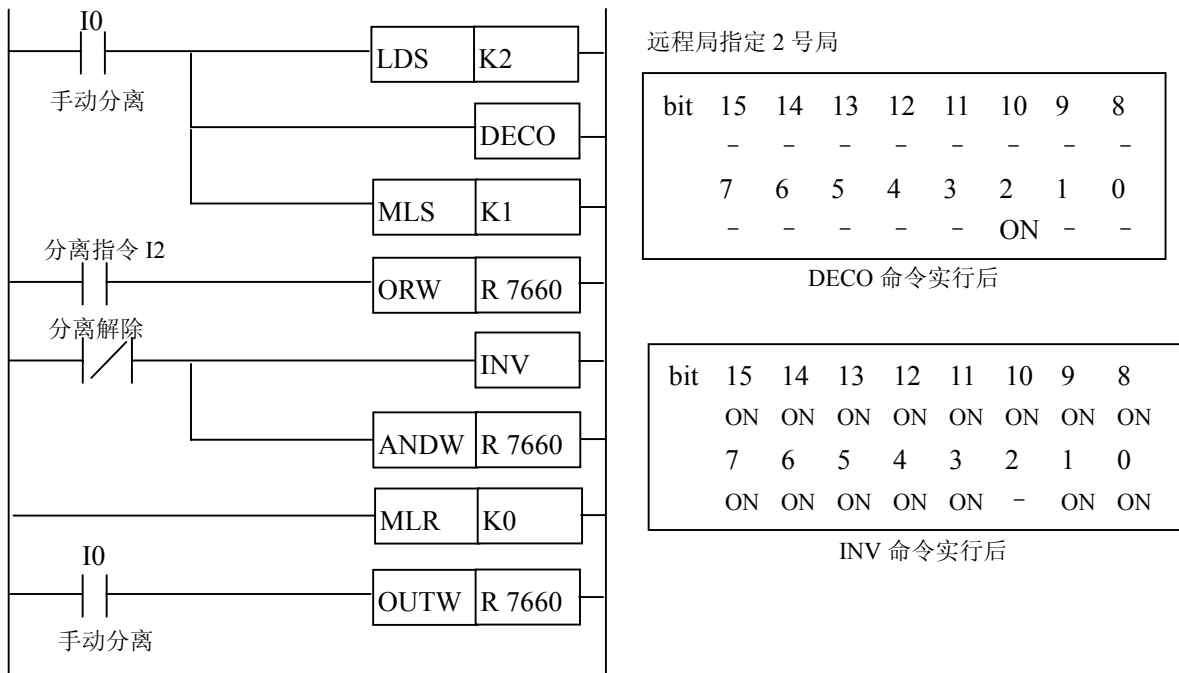 I0
LDS K2
手动分离
DECO
MLS K1
分离指令 I2
ORW R 7660
分离解除
INV
ANDW R 7660
MLR K0
I0
OUTW R 7660
手动分离
远程局指定 2 号局
bit 15 14 13 12 11 10 9 8
- - - - - - - -
7 6 5 4 3 2 1 0
- - - - - ON - -
DECO 命令实行后
bit 15 14 13 12 11 10 9 8
ON ON ON ON ON ON ON ON
7 6 5 4 3 2 1 0
ON ON ON ON ON - ON ON
INV 命令实行后